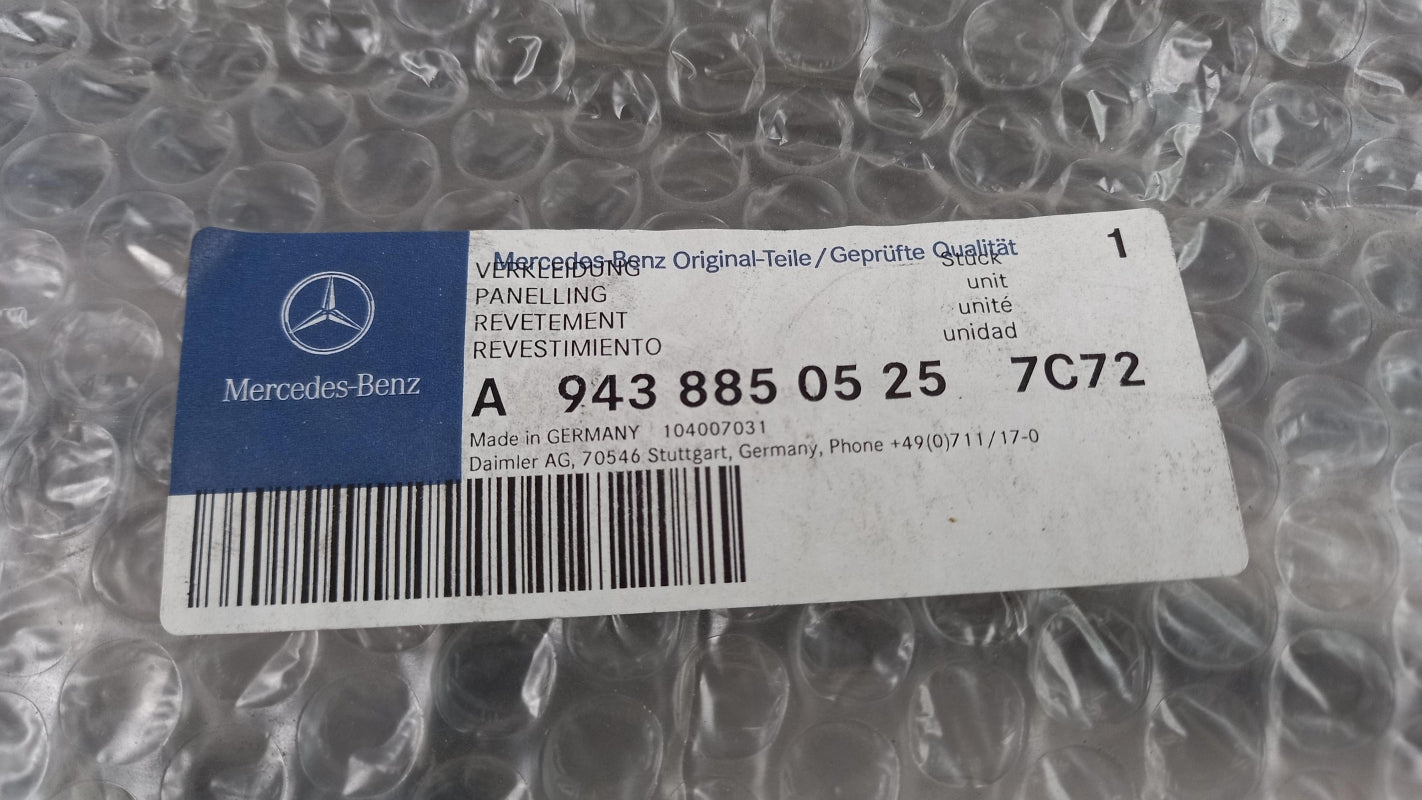 Mercedes-Benz Original-Teile/Geprüfte Qualität
1
VERKLEIDUNG
Stück
PANELLING
unit
REVETEMENT
unité
REVESTIMIENTO
unidad
Mercedes-Benz
A 943 885 05 25 7C72
Made in GERMANY 104007031
Daimler AG, 70546 Stuttgart, Germany, Phone +49(0)711/17-0